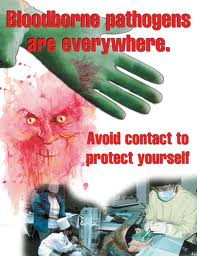 Bloodborne pathogens
are everywhere.
Avoid contact to
protect yourself